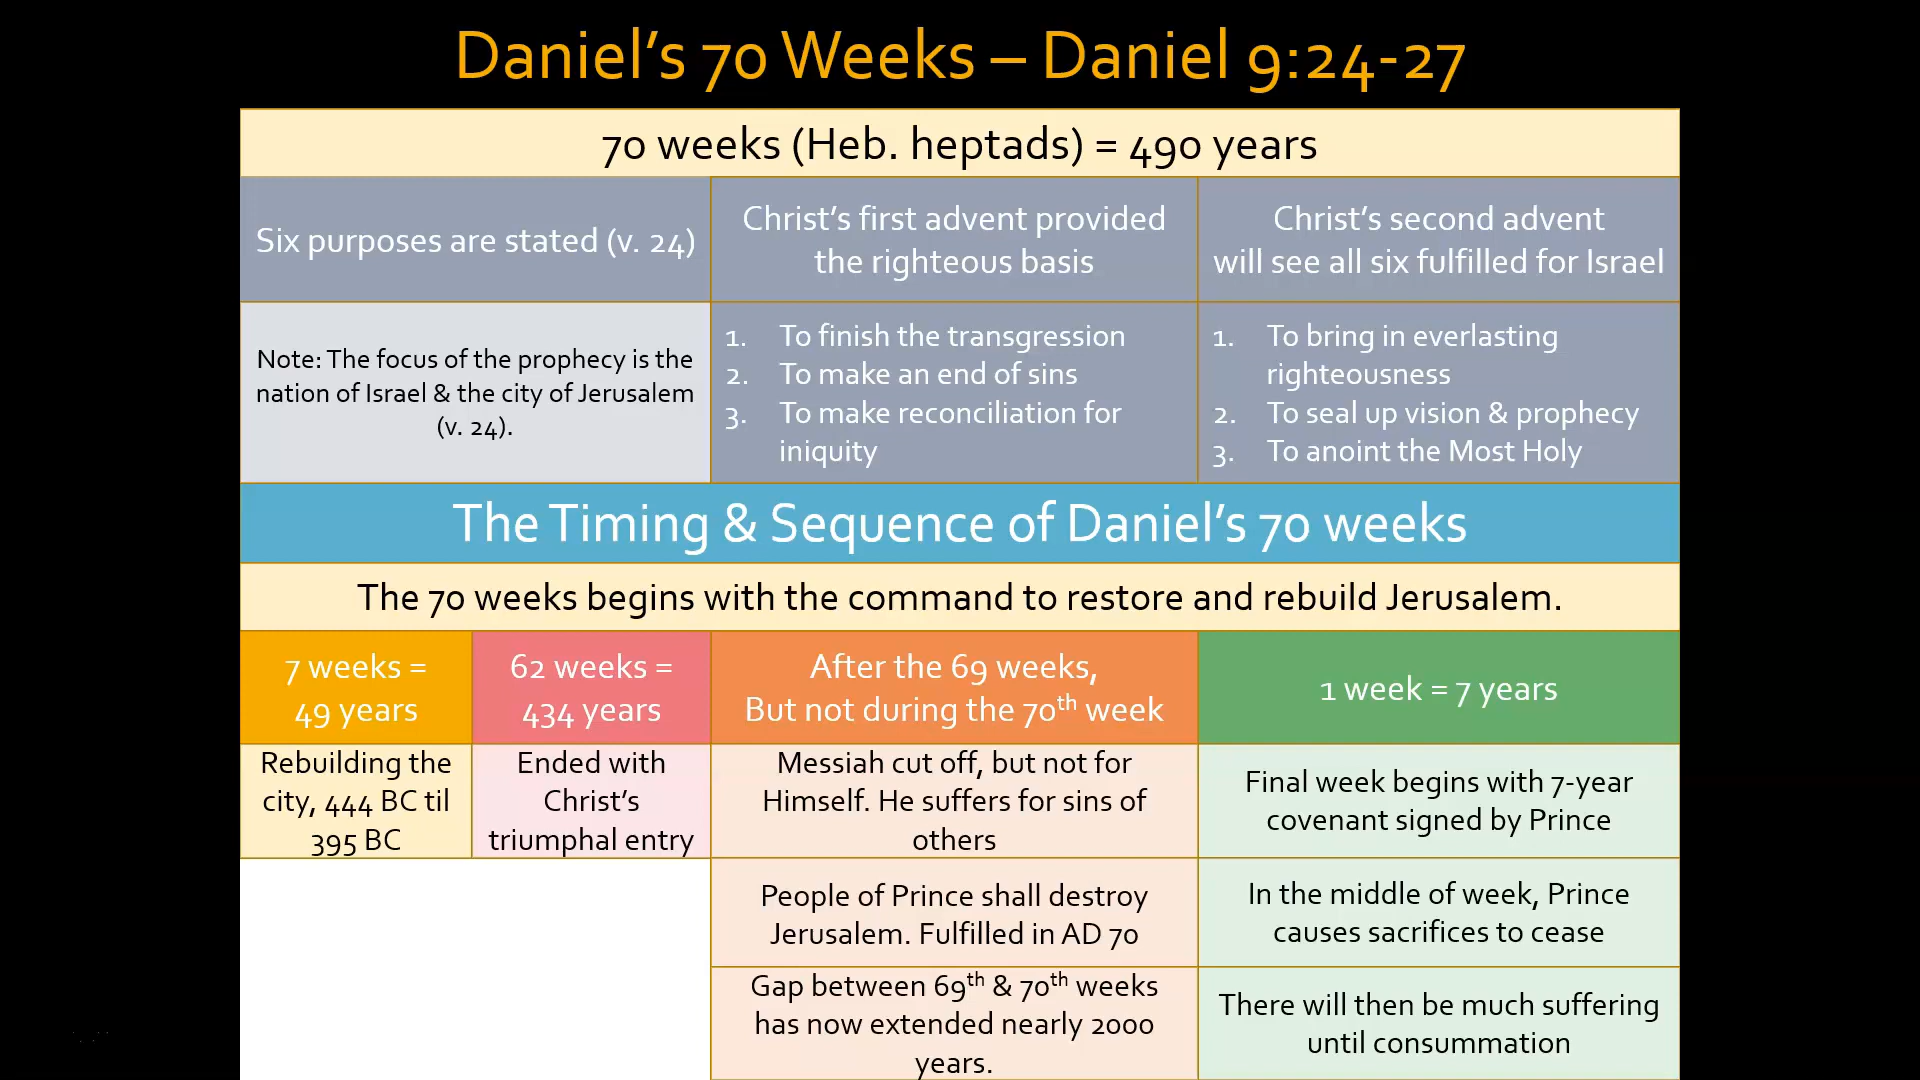 Daniel's 70 Weeks – Daniel 9:24-27
70 weeks (Heb. heptads) = 490 years
Six purposes are stated (v. 24)
Christ's first advent provided
the righteous basis
Christ's second advent
will see all six fulfilled for Israel
Note: The focus of the prophecy is the
nation of Israel & the city of Jerusalem
(v. 24).
1. To finish the transgression
2. To make an end of sins
3. To make reconciliation for
iniquity
1. To bring in everlasting
righteousness
2. To seal up vision & prophecy
3. To anoint the Most Holy
The Timing & Sequence of Daniel's 70 weeks
The 70 weeks begins with the command to restore and rebuild Jerusalem.
7 weeks =
49 years
62 weeks =
434 years
After the 69 weeks,
But not during the 70th week
1 week = 7 years
Rebuilding the
city, 444 BC til
395 BC
Ended with
Christ's
triumphal entry
Messiah cut off, but not for
Himself. He suffers for sins of
others
Final week begins with 7-year
covenant signed by Prince
People of Prince shall destroy
Jerusalem. Fulfilled in AD 70
In the middle of week, Prince
causes sacrifices to cease
Gap between 69th & 70th weeks
has now extended nearly 2000
years.
There will then be much suffering
until consummation